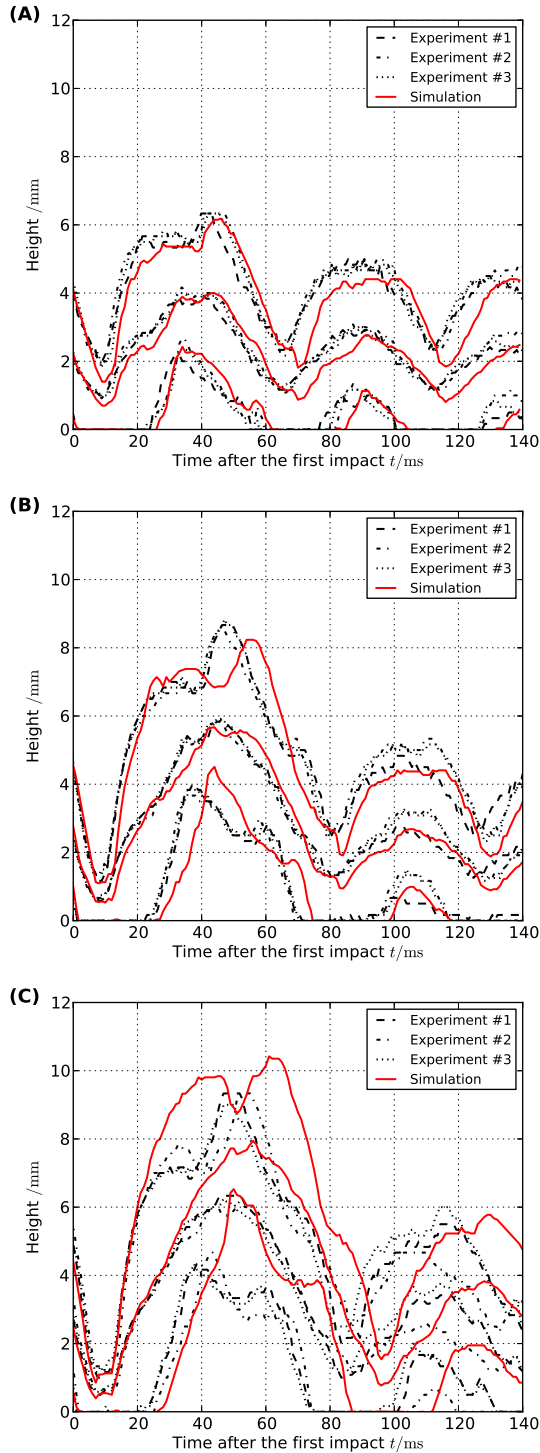 (A)
12
10
8
6
4
2
0
Height /mm
Experiment #1
Experiment #2
Experiment #3
Simulation
0 20 40 60 80 100 120 140
Time after the first impact t/ms
(B)
12
10
8
6
4
2
0
Height /mm
Experiment #1
Experiment #2
Experiment #3
Simulation
0 20 40 60 80 100 120 140
Time after the first impact t/ms
(C)
12
10
8
6
4
2
0
Height /mm
Experiment #1
Experiment #2
Experiment #3
Simulation
0 20 40 60 80 100 120 140
Time after the first impact t/ms